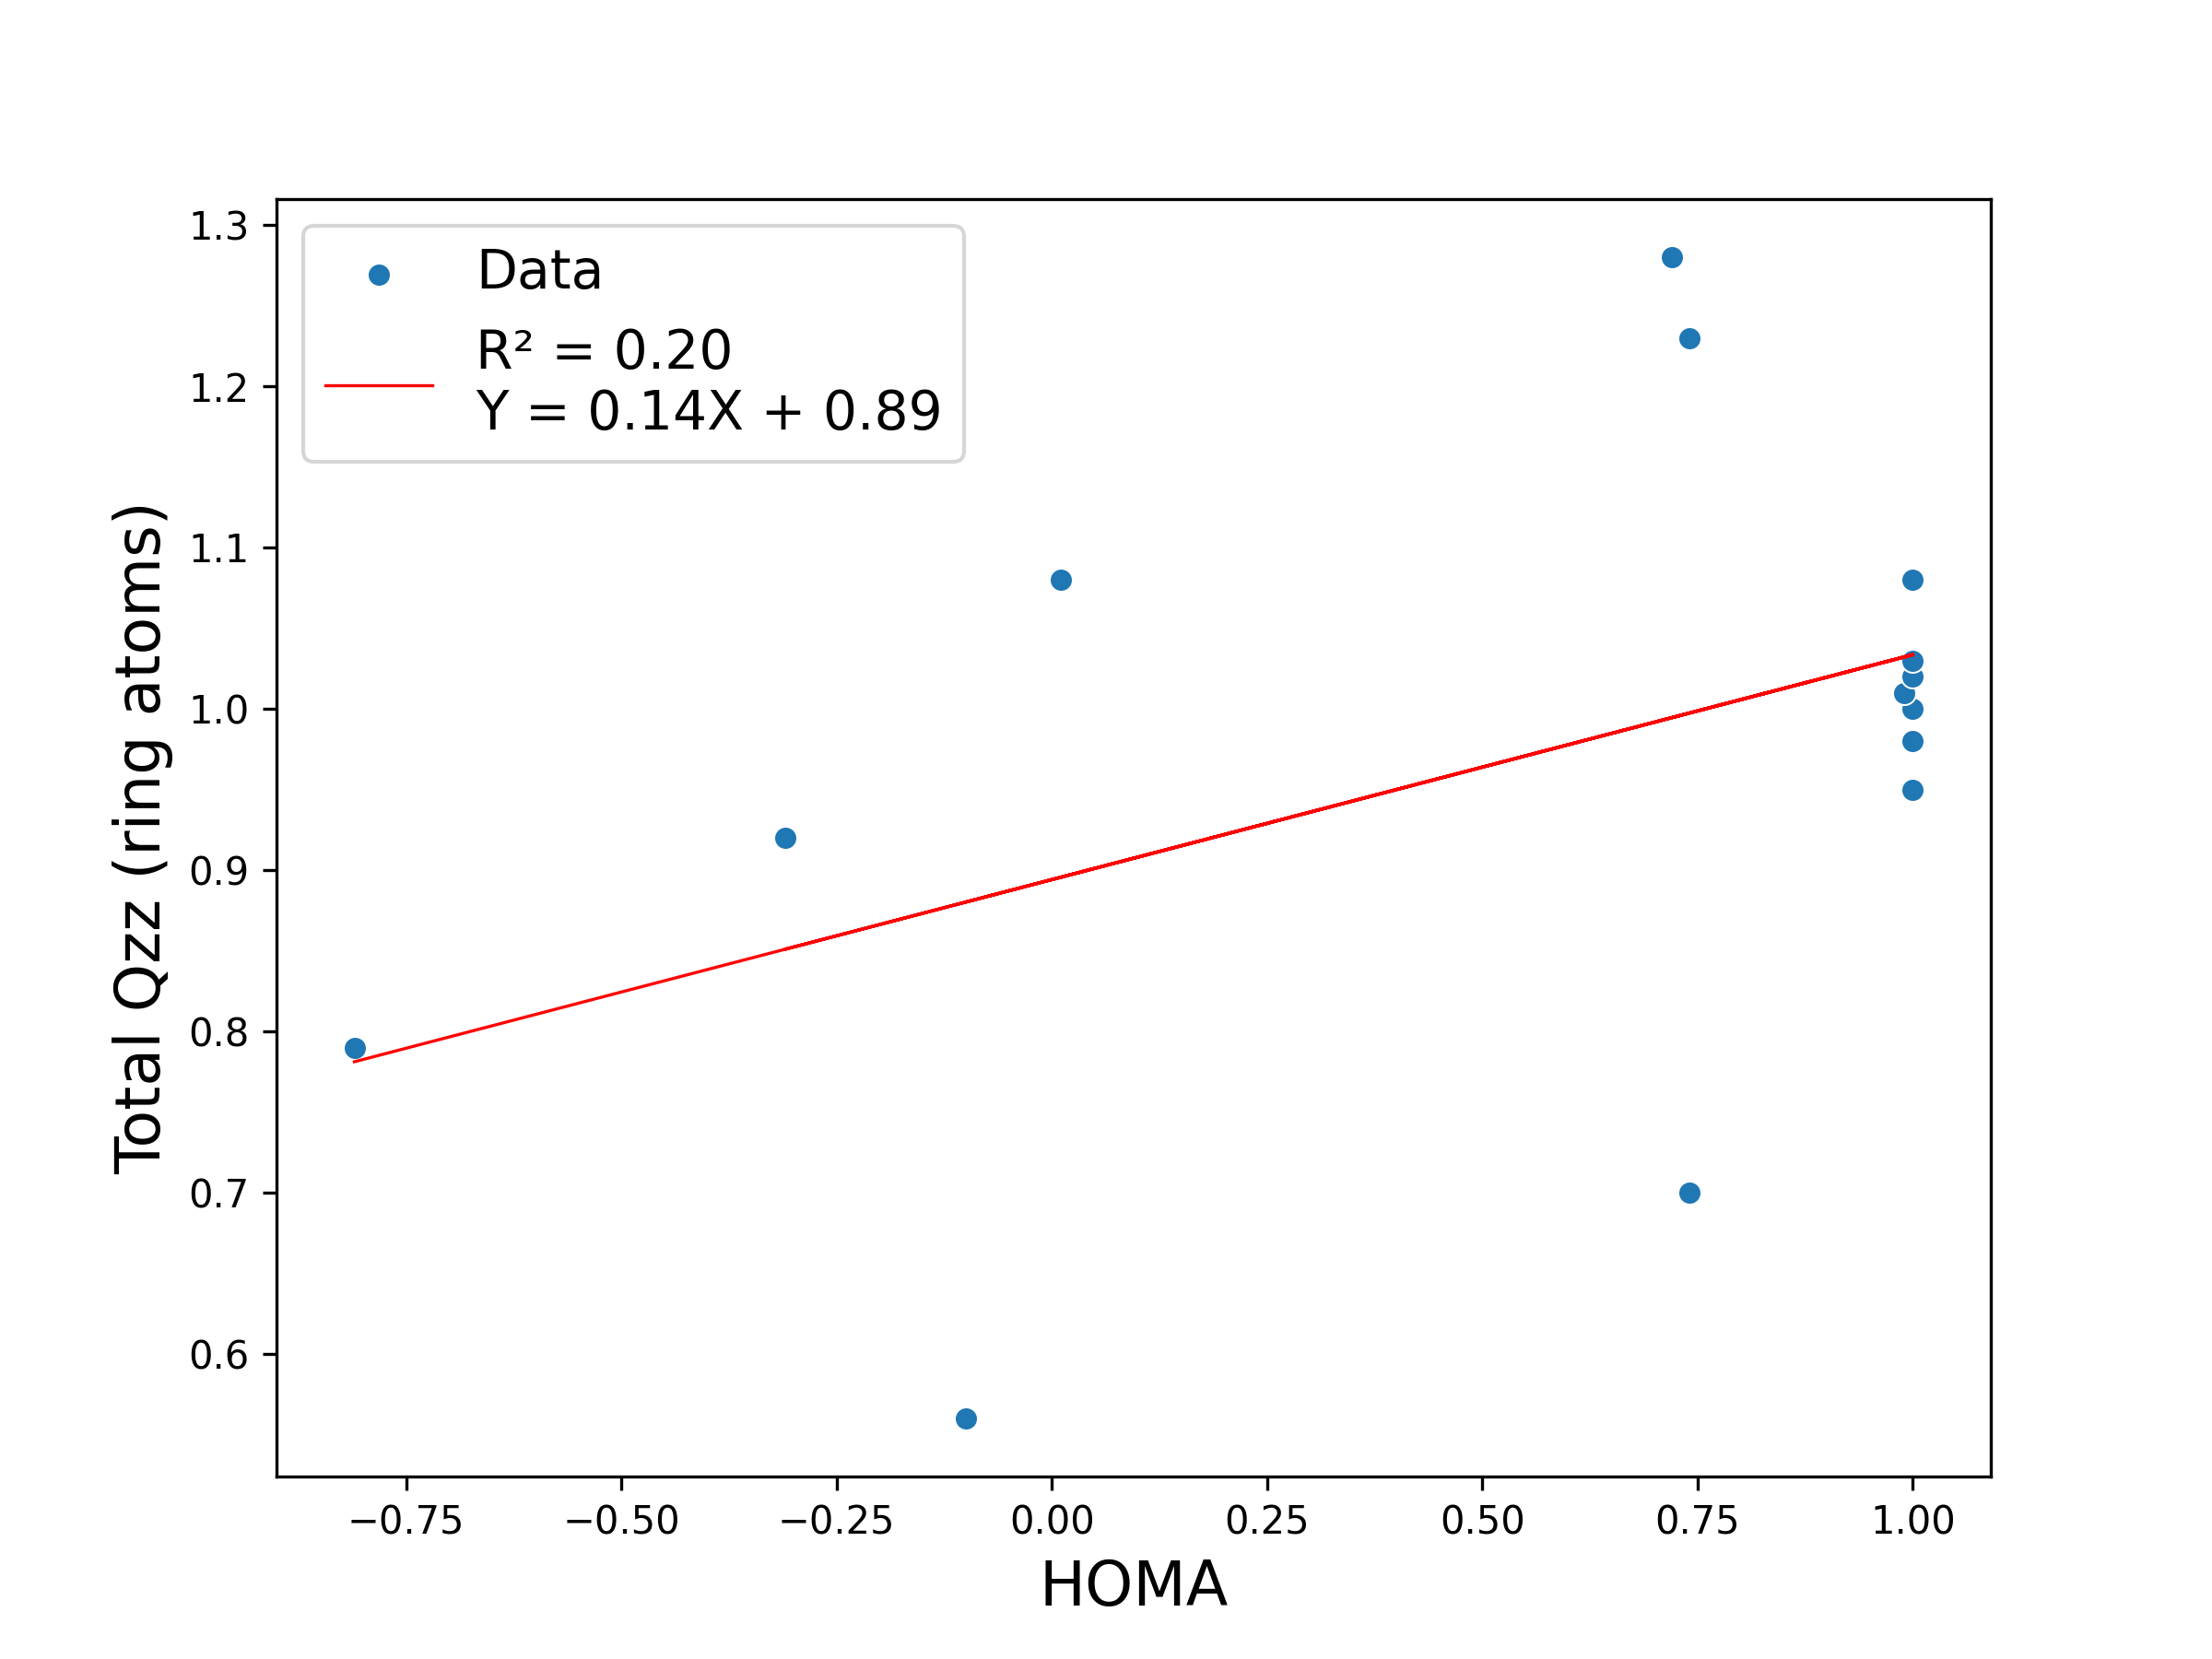 Data
R² = 0.20
Y = 0.14X + 0.89
Total Qzz (ring atoms)
1.3
1.2
1.1
1.0
0.9
0.8
0.7
0.6
−0.75 −0.50 −0.25 0.00 0.25 0.50 0.75 1.00
HOMA